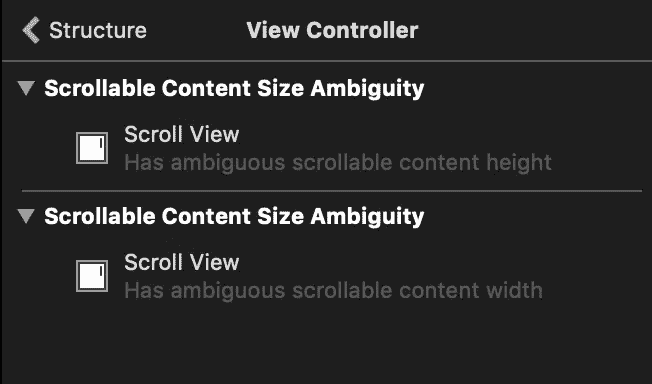 Structure
View Controller
Scrollable Content Size Ambiguity
Scroll View
Has ambiguous scrollable content height
Scrollable Content Size Ambiguity
Scroll View
Has ambiguous scrollable content width